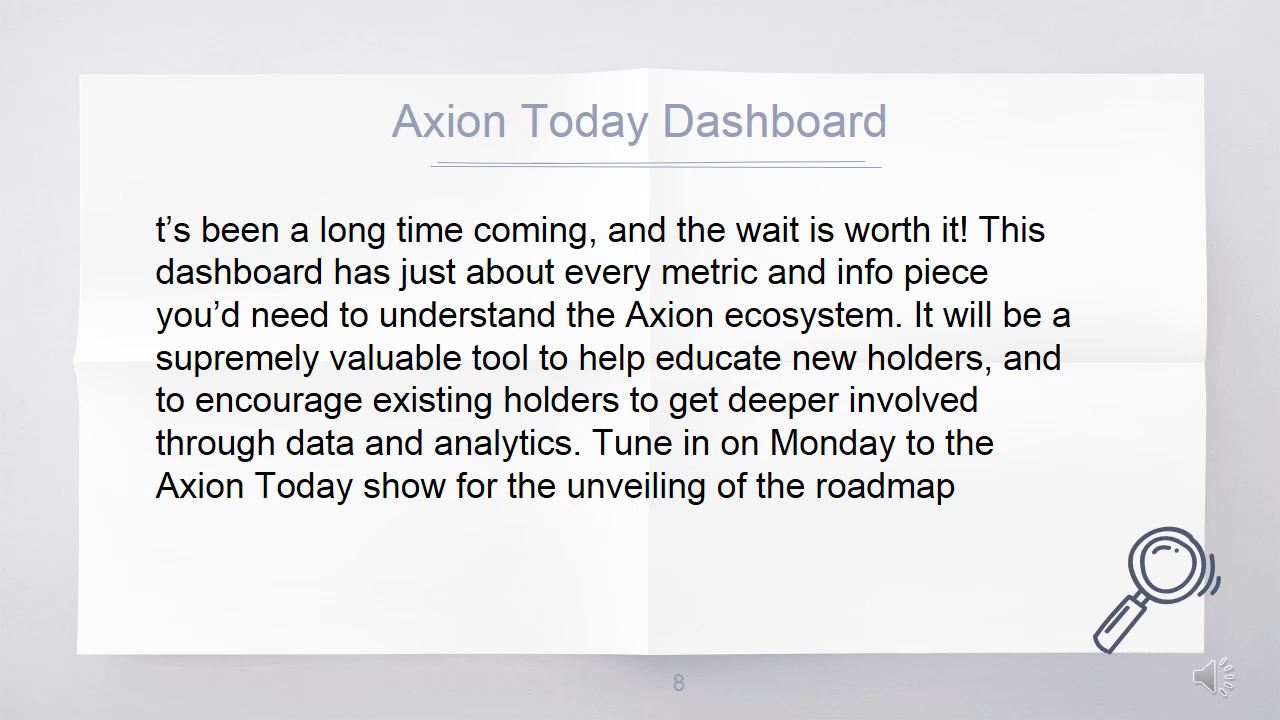 Axion Today Dashboard
t’s been a long time coming, and the wait is worth it! This
dashboard has just about every metric and info piece
you’d need to understand the Axion ecosystem. It will be a
supremely valuable tool to help educate new holders, and
to encourage existing holders to get deeper involved
through data and analytics. Tune in on Monday to the
Axion Today show for the unveiling of the roadmap
8